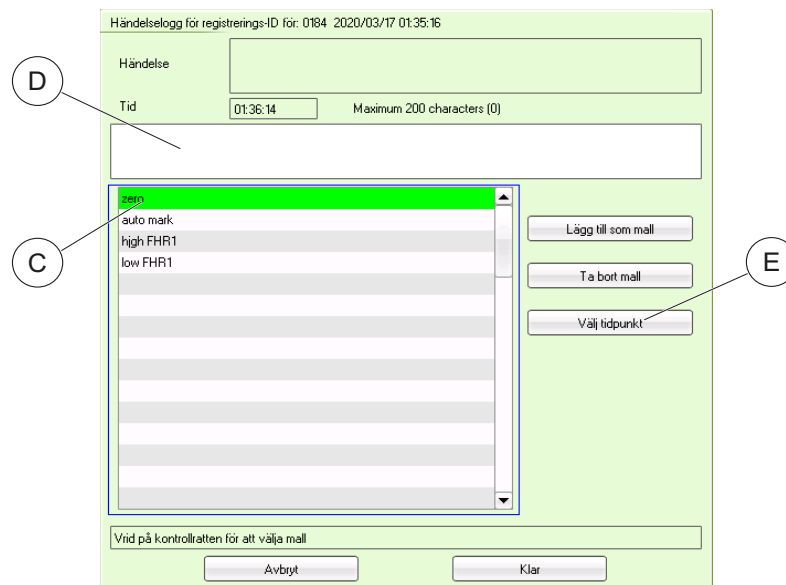 Händelselogg för registrerings-ID för: 0184 2020/03/17 01:35:16
Händelse
D
Tid
01:36:14
Maximum 200 characters (0)
zero
auto mark
high FHR1
low FHR1
C
Lägg till som mall
Ta bort mall
E
Välj tidpunkt
Vrid på kontrollratten för att välja mall
Avbryt
Klar